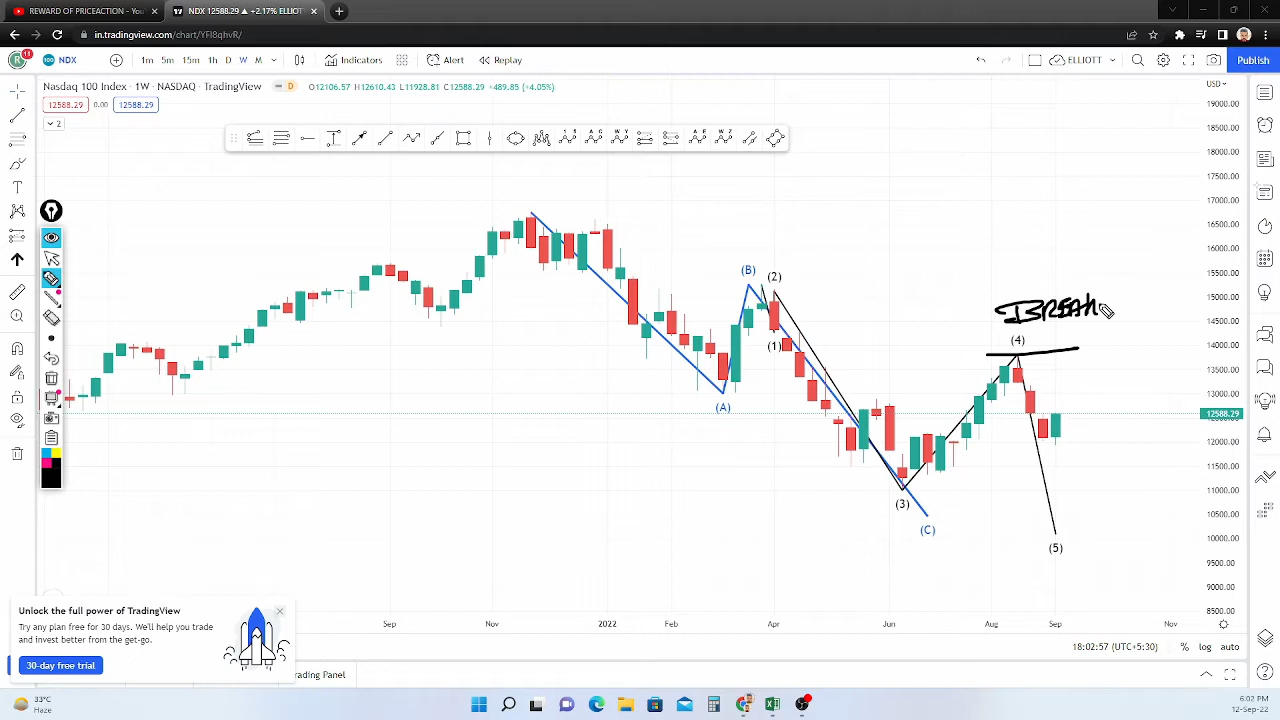 REWARD OF PRICEACTION - You
NDX 12588.29 ▲ +2.17% ELLIOTT
in.tradingview.com/chart/YFl8qhvR/
R
11
100
NDX
1m 5m 15m 1h D W M
Indicators
Alert
Replay
ELLIOTT
Publish
Nasdaq 100 Index · 1W · NASDAQ · TradingView
D
O12106.57 H12610.43 L11928.81 C12588.29 +489.85 (+4.05%)
USD
12588.29
0.00
12588.29
2
19000.00
18500.00
18000.00
17500.00
17000.00
16500.00
16000.00
15500.00
15000.00
14500.00
14000.00
13500.00
13000.00
12588.29
12000.00
11500.00
11000.00
10500.00
10000.00
9500.00
9000.00
8500.00
(B)
(2)
(1)
(A)
BREAK
(4)
(3)
(C)
(5)
Unlock the full power of TradingView
Try any plan free for 30 days. We'll help you trade
and invest better from the get-go.
30-day free trial
Sep Nov 2022 Feb Apr Jun Aug Sep Nov
18:02:57 (UTC+5:30)
%
log
auto
Trading Panel
33°C
Haze
6:02 PM
12-Sep-22